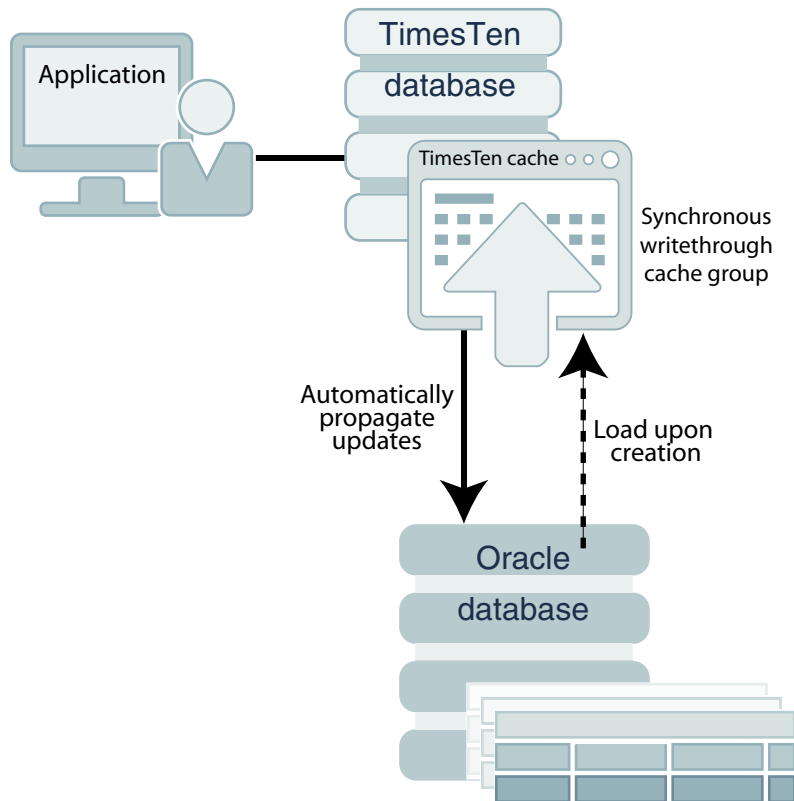 TimesTen
database
Application
TimesTen cache
Synchronous
writethrough
cache group
Automatically
propagate
updates
Load upon
creation
Oracle
database